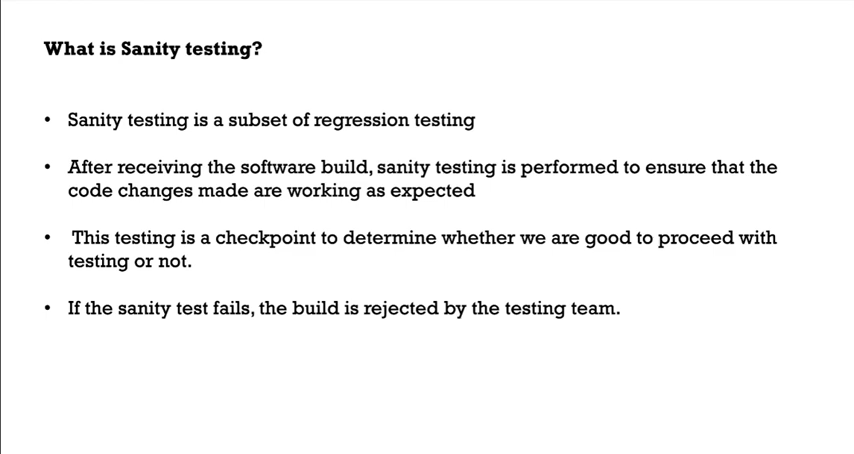 What is Sanity testing?
• Sanity testing is a subset of regression testing
• After receiving the software build, sanity testing is performed to ensure that the
code changes made are working as expected
• This testing is a checkpoint to determine whether we are good to proceed with
testing or not.
• If the sanity test fails, the build is rejected by the testing team.